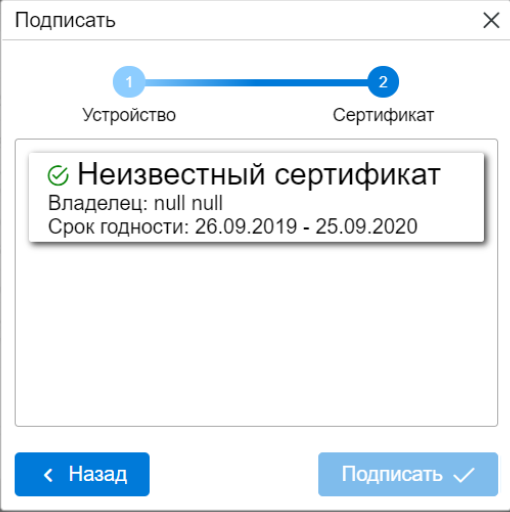 Подписать
1
2
Устройство
Сертификат
Неизвестный сертификат
Владелец: null null
Срок годности: 26.09.2019 - 25.09.2020
Назад
Подписать